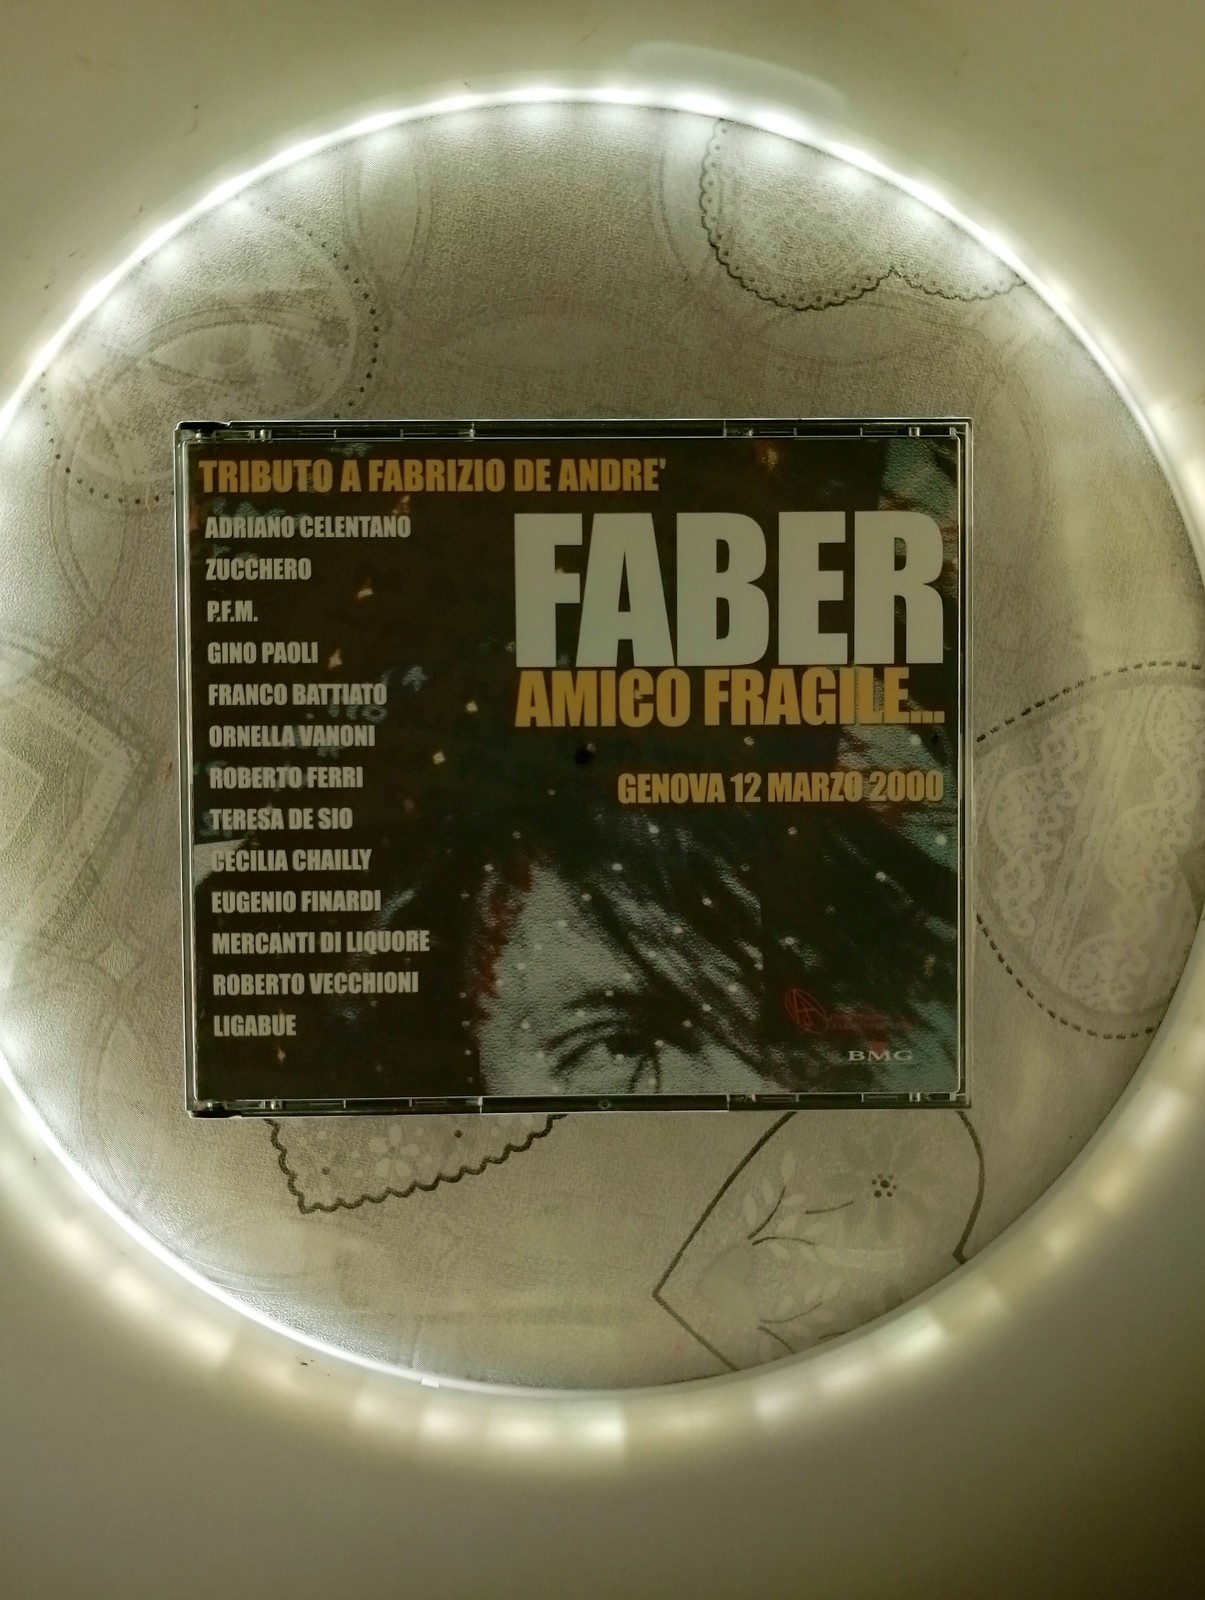 TRIBUTO A FABRIZIO DE ANDRE'
ADRIANO CELENTANO
ZUCCHERO
P.F.M.
GINO PAOLI
FRANCO BATTIATO
ORNELLA VANONI
ROBERTO FERRI
TERESA DE SIO
CECILIA CHAILLY
EUGENIO FINARDI
MERCANTI DI LIQUORE
ROBERTO VECCHIONI
LIGABUE
FABER
AMICO FRAGILE...
GENOVA 12 MARZO 2000
BMG